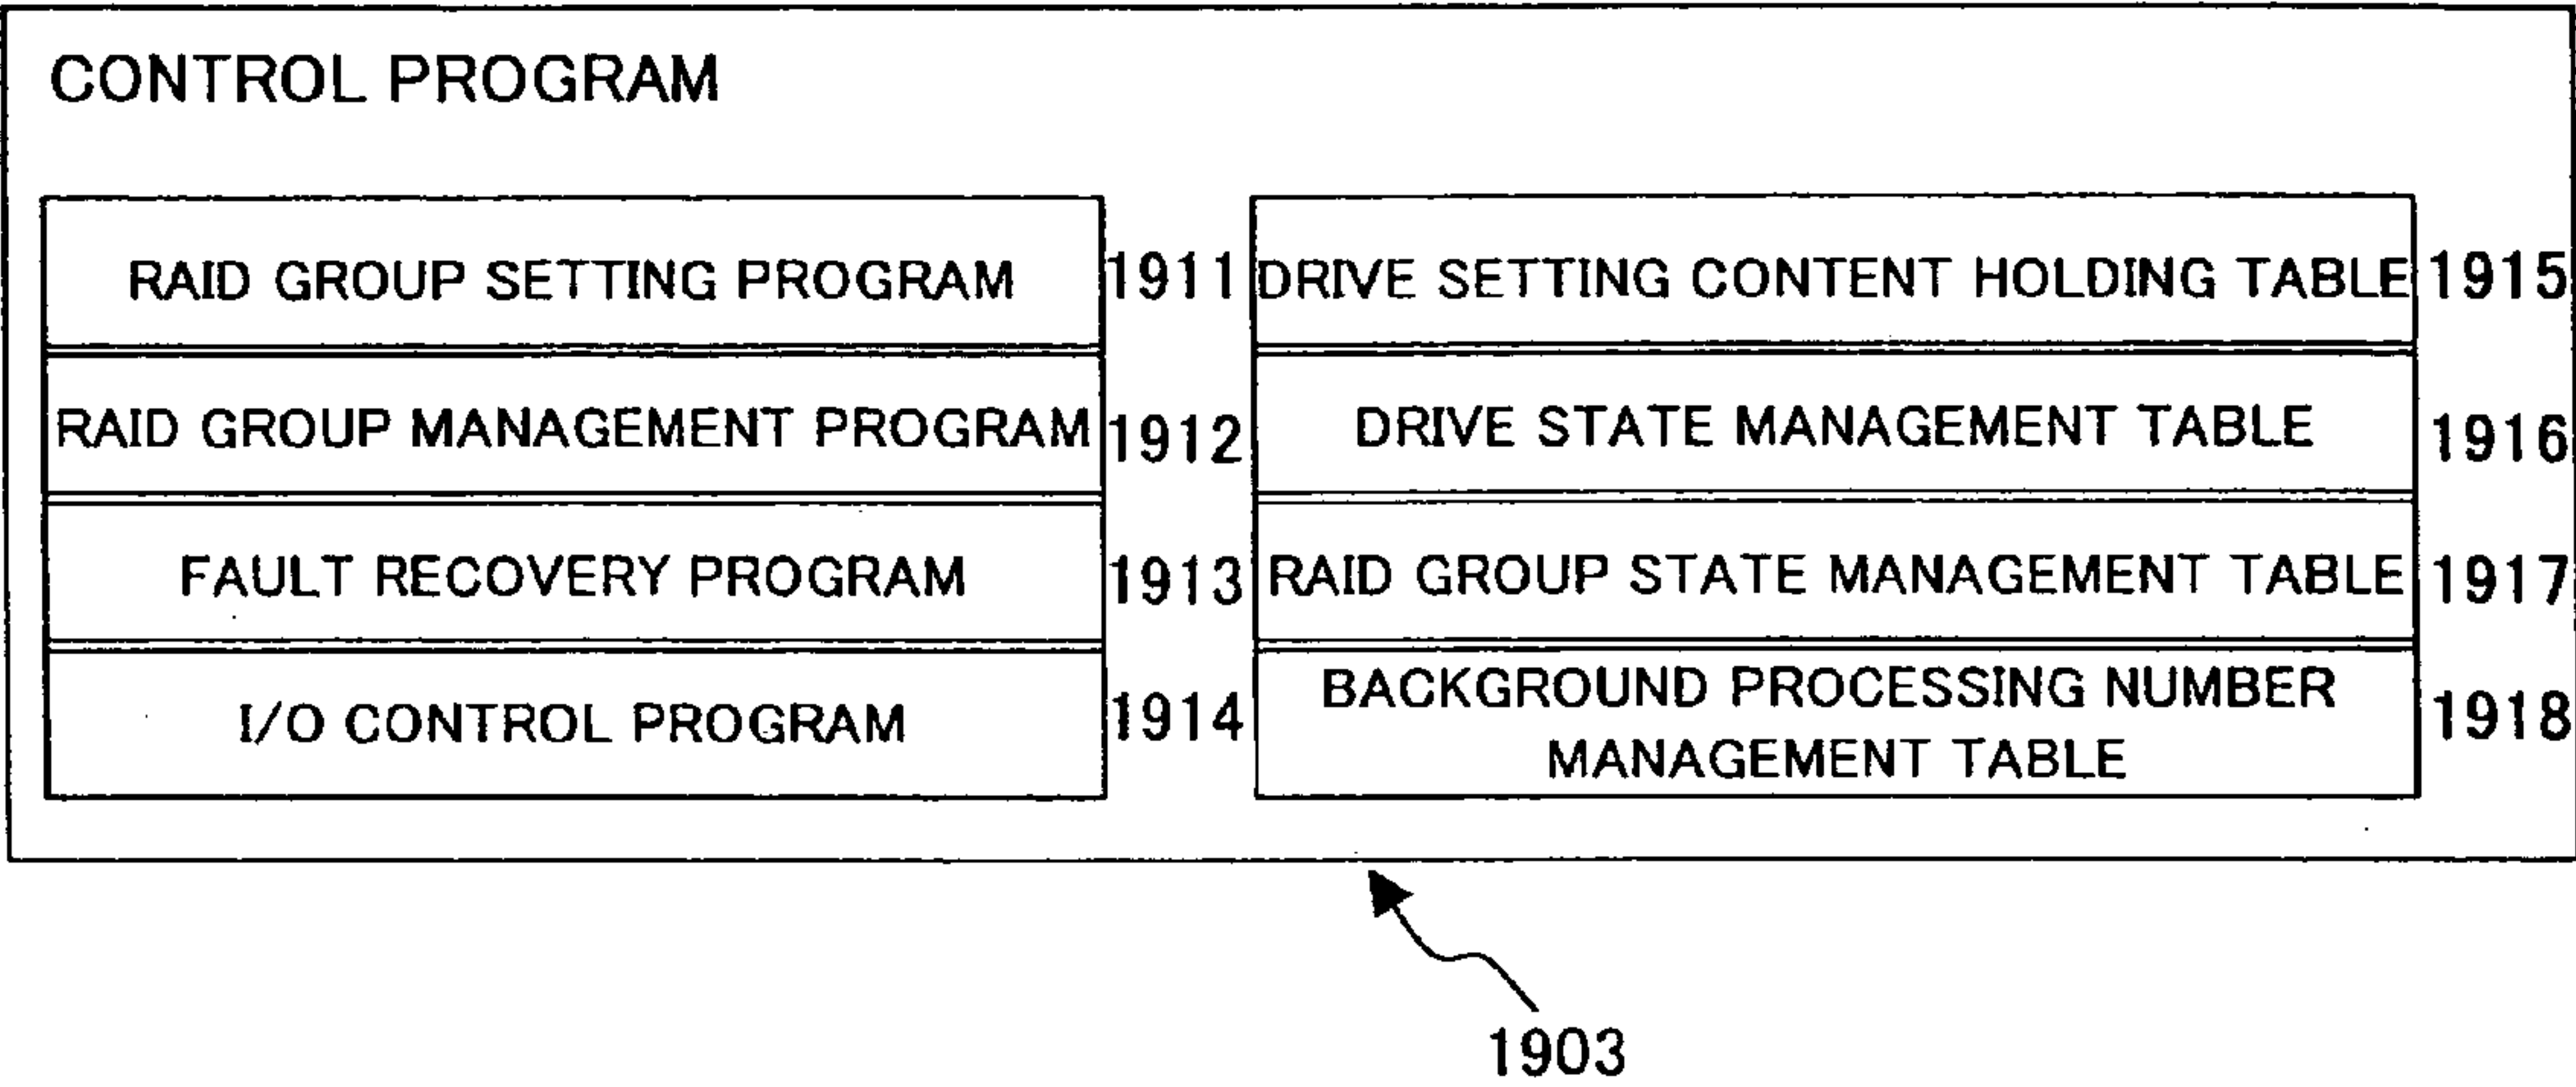 CONTROL PROGRAM
RAID GROUP SETTING PROGRAM 1911
RAID GROUP MANAGEMENT PROGRAM 1912
FAULT RECOVERY PROGRAM 1913
I/O CONTROL PROGRAM 1914
DRIVE SETTING CONTENT HOLDING TABLE 1915
DRIVE STATE MANAGEMENT TABLE 1916
RAID GROUP STATE MANAGEMENT TABLE 1917
BACKGROUND PROCESSING NUMBER
MANAGEMENT TABLE 1918
1903